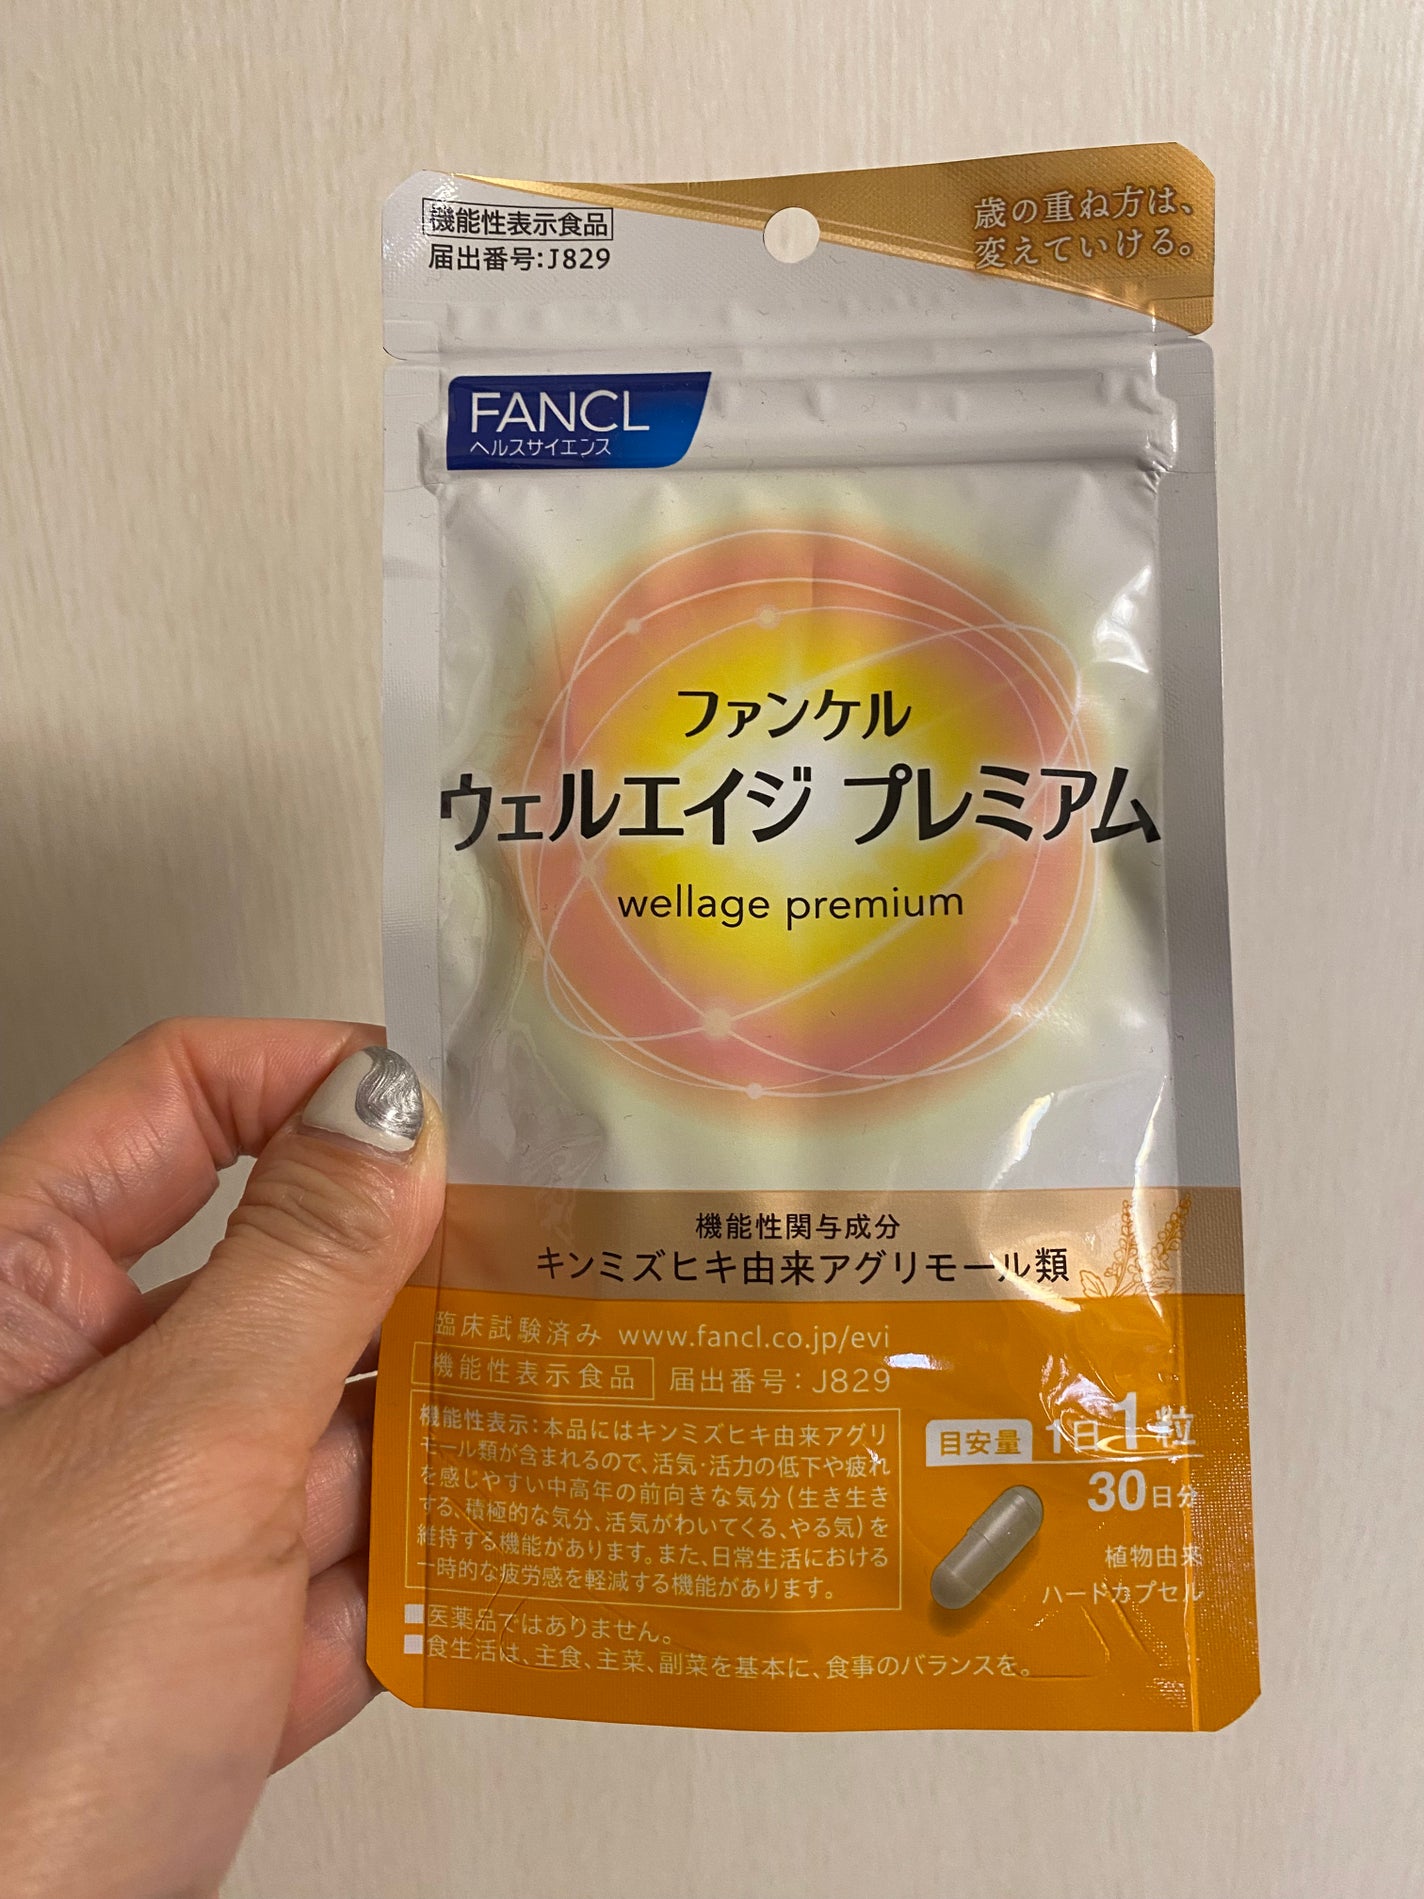 機能性表示食品
届出番号:J829
歳の重ね方は、
変えていける。
FANCL
ヘルスサイエンス
ファンケル
ウェルエイジ プレミアム
wellage premium
機能性関与成分
キンミズヒキ由来アグリモール類
臨床試験済み www.fancl.co.jp/evi
機能性表示食品 届出番号：J829
機能性表示：本品にはキンミズヒキ由来アグリ
モール類が含まれるので、活気・活力の低下や疲れ
を感じやすい中高年の前向きな気分（生き生き
する、積極的な気分、活気がわいてくる、やる気）を
維持する機能があります。また、日常生活における
一時的な疲労感を軽減する機能があります。
目安量 1日1粒
30日分
植物由来
ハードカプセル
■医薬品ではありません。
■食生活は、主食、主菜、副菜を基本に、食事のバランスを。